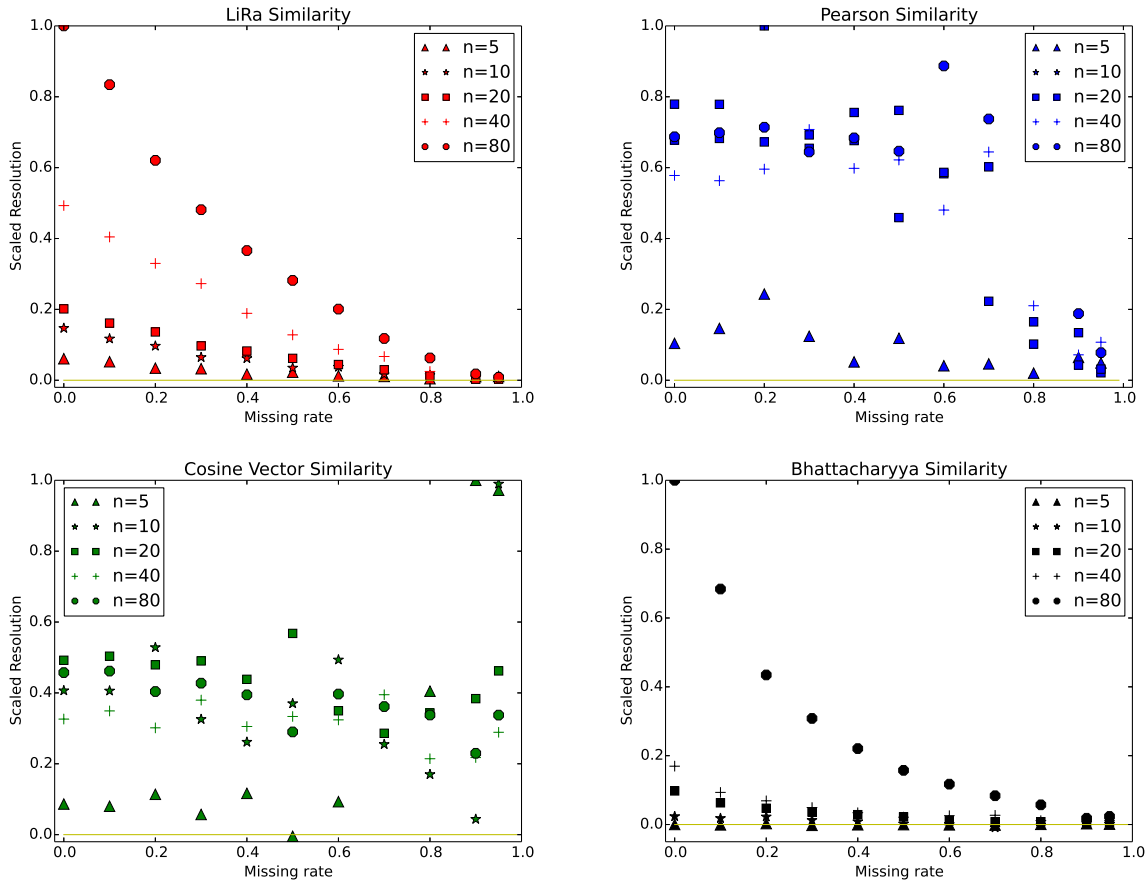 LiRa Similarity
1.0
0.8
0.6
0.4
0.2
0.0
Scaled Resolution
n=5
n=10
n=20
n=40
n=80
0.0 0.2 0.4 0.6 0.8 1.0
Missing rate
Pearson Similarity
1.0
0.8
0.6
0.4
0.2
0.0
Scaled Resolution
n=5
n=10
n=20
n=40
n=80
0.0 0.2 0.4 0.6 0.8 1.0
Missing rate
Cosine Vector Similarity
1.0
0.8
0.6
0.4
0.2
0.0
Scaled Resolution
n=5
n=10
n=20
n=40
n=80
0.0 0.2 0.4 0.6 0.8 1.0
Missing rate
Bhattacharyya Similarity
1.0
0.8
0.6
0.4
0.2
0.0
Scaled Resolution
n=5
n=10
n=20
n=40
n=80
0.0 0.2 0.4 0.6 0.8 1.0
Missing rate